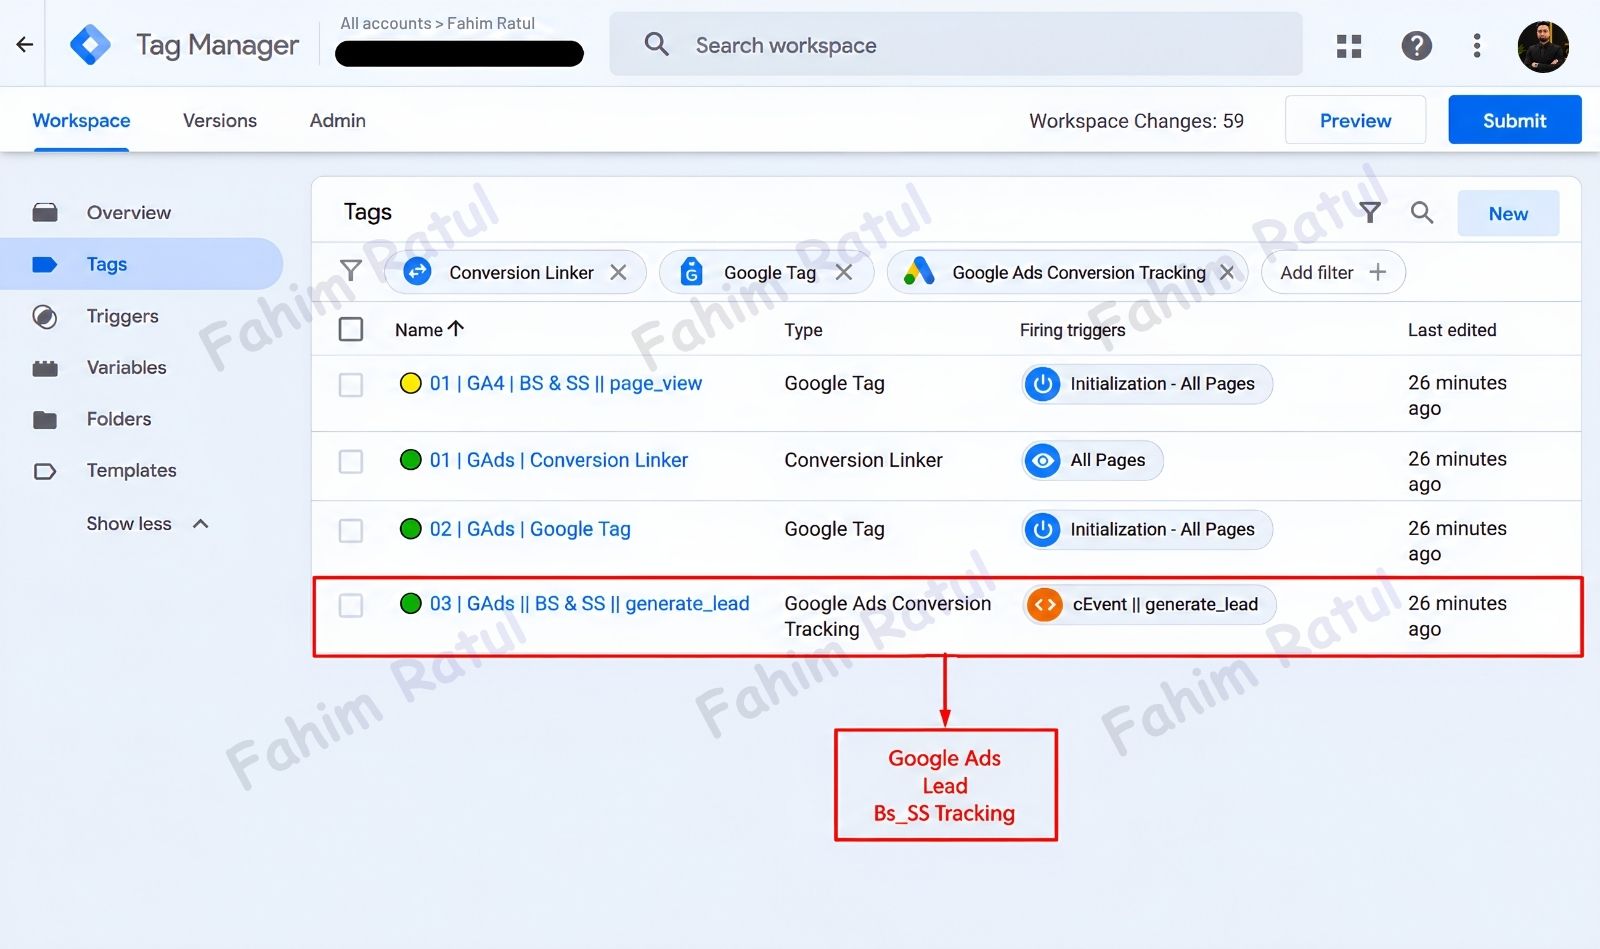 All accounts > Fahim Ratul
Tag Manager
Search workspace
Workspace
Versions
Admin
Workspace Changes: 59
Preview
Submit
Overview
Tags
Triggers
Variables
Folders
Templates
Show less
Tags
New
Conversion Linker
Google Tag
Google Ads Conversion Tracking
Add filter
Name
Type
Firing triggers
Last edited
01 | GA4 | BS & SS || page_view
Google Tag
Initialization - All Pages
26 minutes
ago
01 | GAds | Conversion Linker
Conversion Linker
All Pages
26 minutes
ago
02 | GAds | Google Tag
Google Tag
Initialization - All Pages
26 minutes
ago
03 | GAds || BS & SS || generate_lead
Google Ads Conversion
Tracking
cEvent || generate_lead
26 minutes
ago
Google Ads
Lead
Bs_SS Tracking
Fahim Ratul
Fahim Ratul
Fahim Ratul
Fahim Ratul
Fahim Ratul
Fahim Ratul